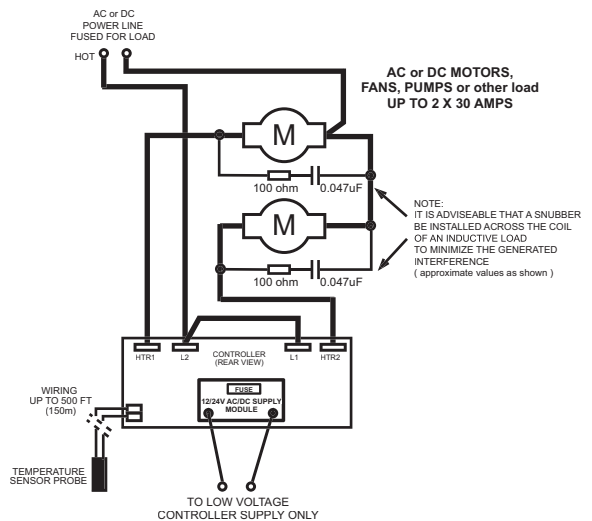 AC or DC
POWER LINE
FUSED FOR LOAD
HOT
AC or DC MOTORS,
FANS, PUMPS or other load
UP TO 2 X 30 AMPS
M
100 ohm
0.047uF
M
100 ohm
0.047uF
NOTE:
IT IS ADVISEABLE THAT A SNUBBER
BE INSTALLED ACROSS THE COIL
OF AN INDUCTIVE LOAD
TO MINIMIZE THE GENERATED
INTERFERENCE
( approximate values as shown )
HTR1
L2
CONTROLLER
(REAR VIEW)
L1
HTR2
FUSE
12/24V AC/DC SUPPLY
MODULE
WIRING
UP TO 500 FT
(150m)
TEMPERATURE
SENSOR PROBE
TO LOW VOLTAGE
CONTROLLER SUPPLY ONLY